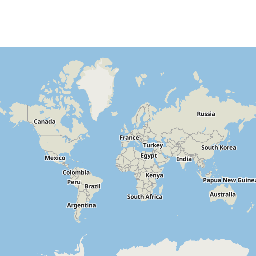 Russia
Canada
France
Turkey
South Korea
Mexico
Egypt
India
Colombia
Kenya
Peru
Papua New Guinea
Brazil
Australia
South Africa
Argentina